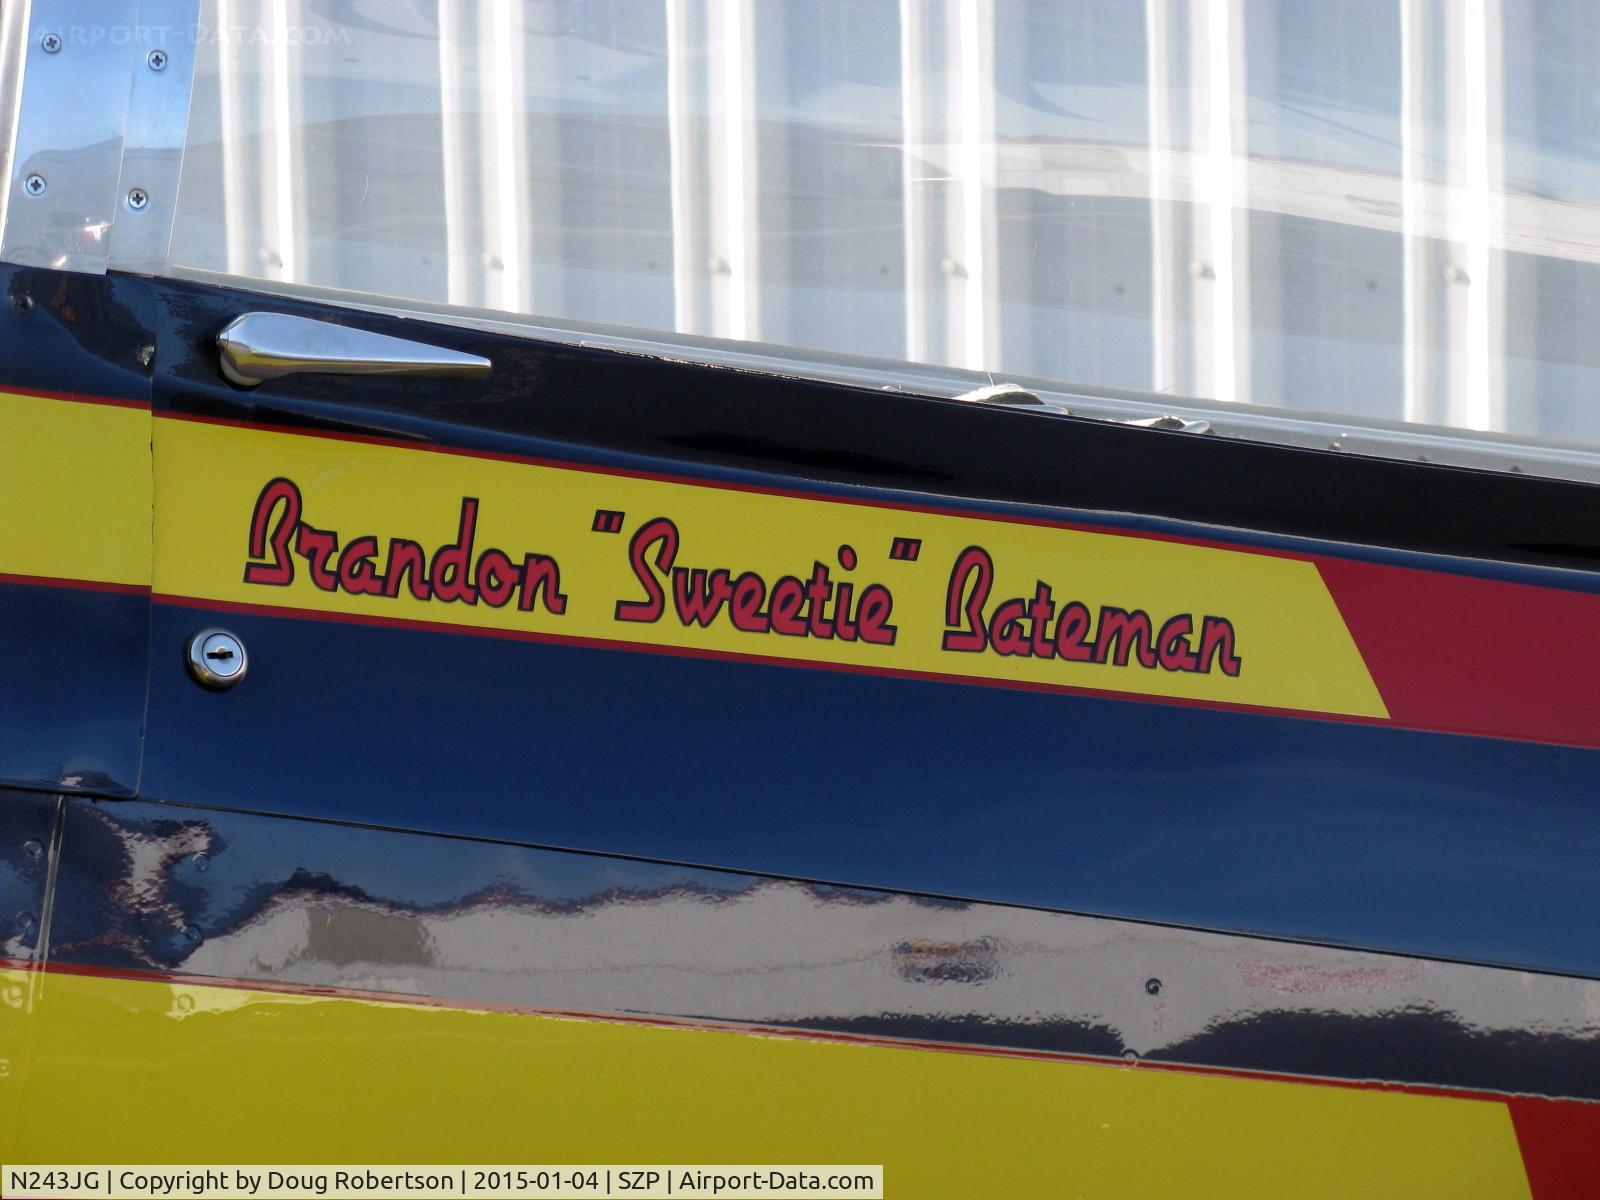 AIRPORT-DATA.COM
Brandon "Sweetie" Bateman
N243JG | Copyright by Doug Robertson | 2015-01-04 | SZP | Airport-Data.com